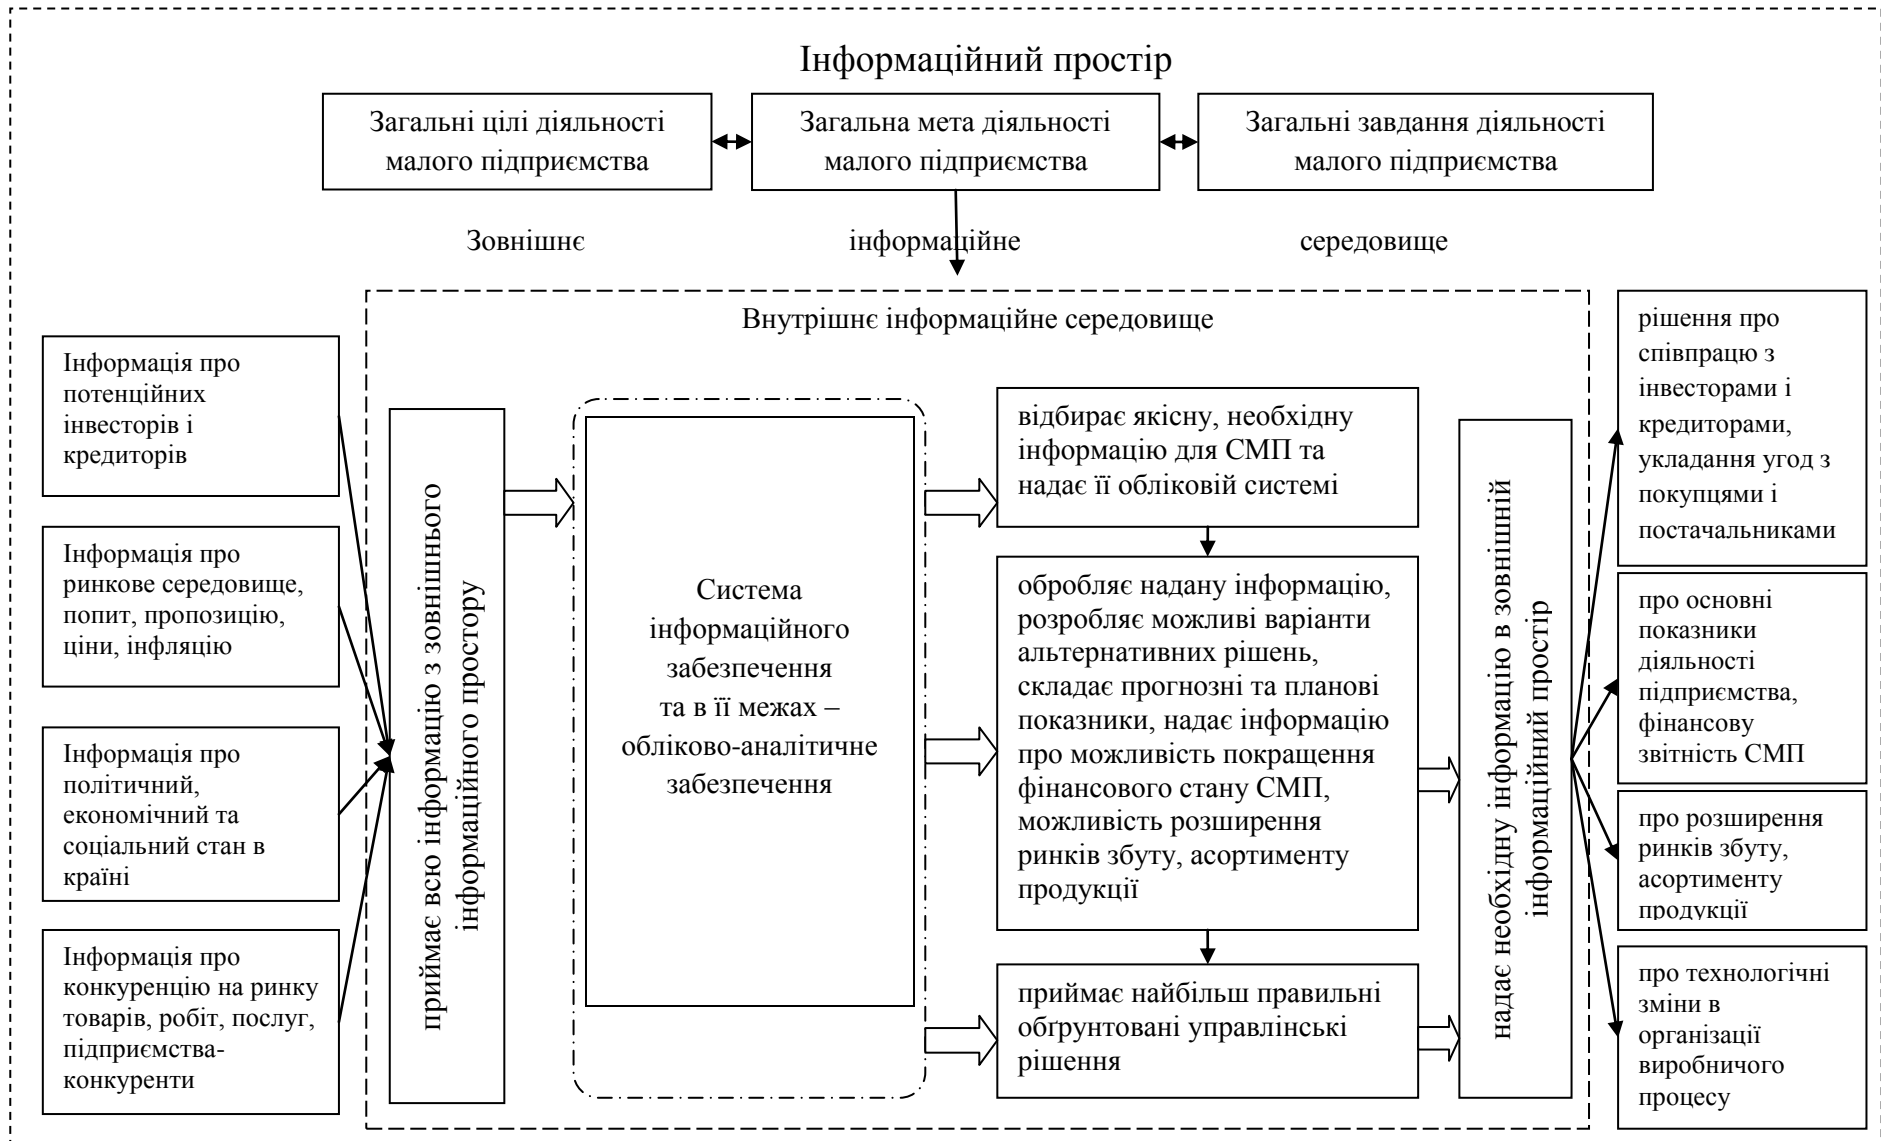 Інформаційний простір
Загальні цілі діяльності
малого підприємства
Загальна мета діяльності
малого підприємства
Загальні завдання діяльності
малого підприємства
Зовнішнє інформаційне середовище
Внутрішнє інформаційне середовище
Інформація про
потенційних
інвесторів і
кредиторів
Інформація про
ринкове середовище,
попит, пропозицію,
ціни, інфляцію
Інформація про
політичний,
економічний та
соціальний стан в
країні
Інформація про
конкуренцію на ринку
товарів, робіт, послуг,
підприємства-
конкуренти
приймає всю інформацію з зовнішнього
інформаційного простору
Система
інформаційного
забезпечення
та в її межах –
обліково-аналітичне
забезпечення
відбирає якісну, необхідну
інформацію для СМП та
надає її обліковій системі
обробляє надану інформацію,
розробляє можливі варіанти
альтернативних рішень,
складає прогнозні та планові
показники, надає інформацію
про можливість покращення
фінансового стану СМП,
можливість розширення
ринків збуту, асортименту
продукції
приймає найбільш правильні
обґрунтовані управлінські
рішення
надає необхідну інформацію в зовнішній
інформаційний простір
рішення про
співпрацю з
інвесторами і
кредиторами,
укладання угод з
покупцями і
постачальниками
про основні
показники
діяльності
підприємства,
фінансову
звітність СМП
про розширення
ринків збуту,
асортименту
продукції
про технологічні
зміни в
організації
виробничого
процесу